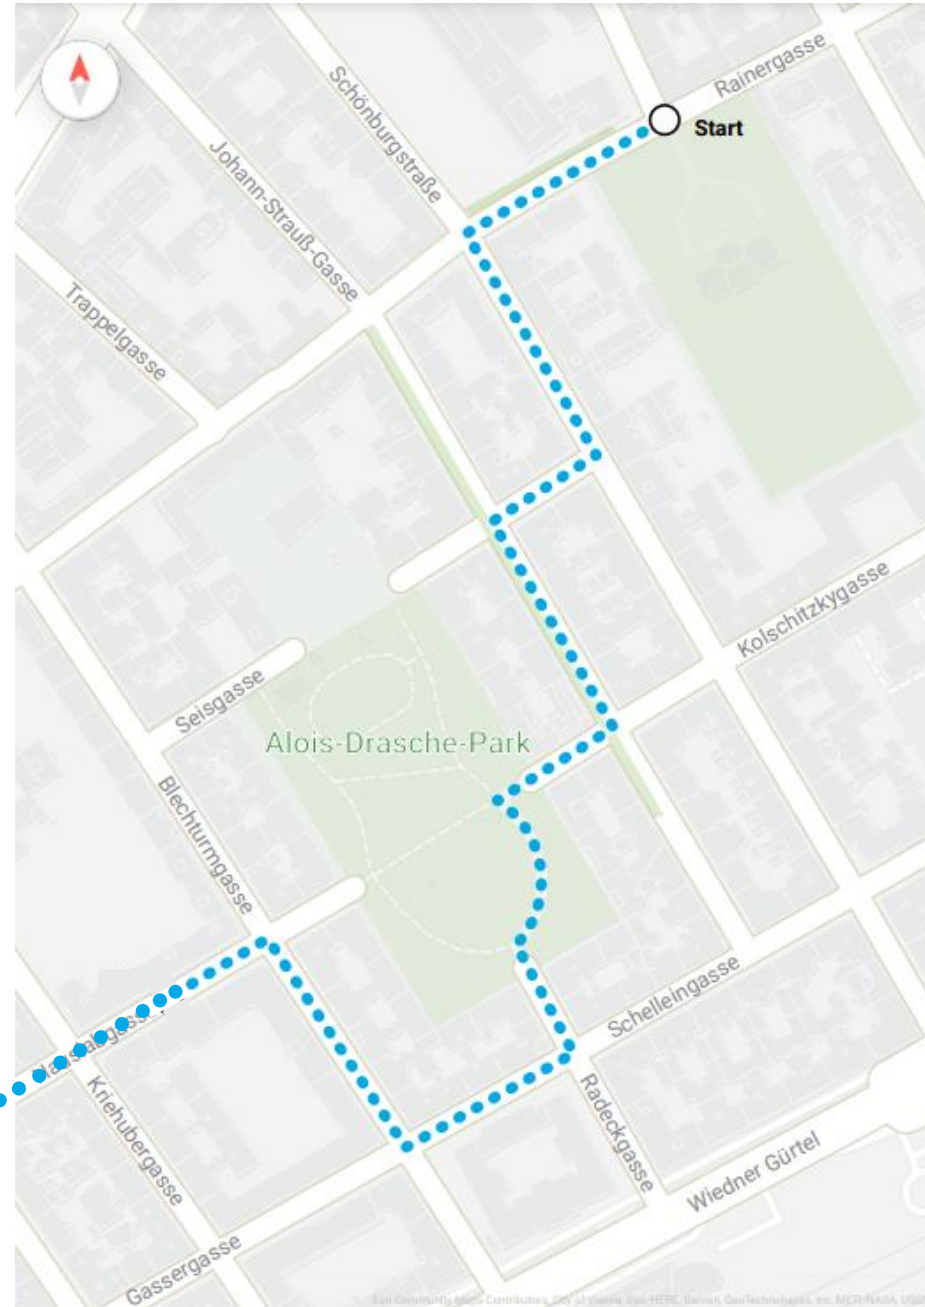 Rainergasse
Start
Schönburgstraße
Johann-Strauß-Gasse
Trappelgasse
Kolschitzkygasse
Seisgasse
Alois-Drasche-Park
Blechturmgasse
Schelleingasse
Radeckgasse
Kriehubergasse
Wiedner Gürtel
Gassergasse